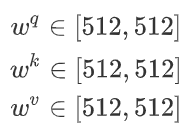 w^q ∈ [512, 512]
w^k ∈ [512, 512]
w^v ∈ [512, 512]